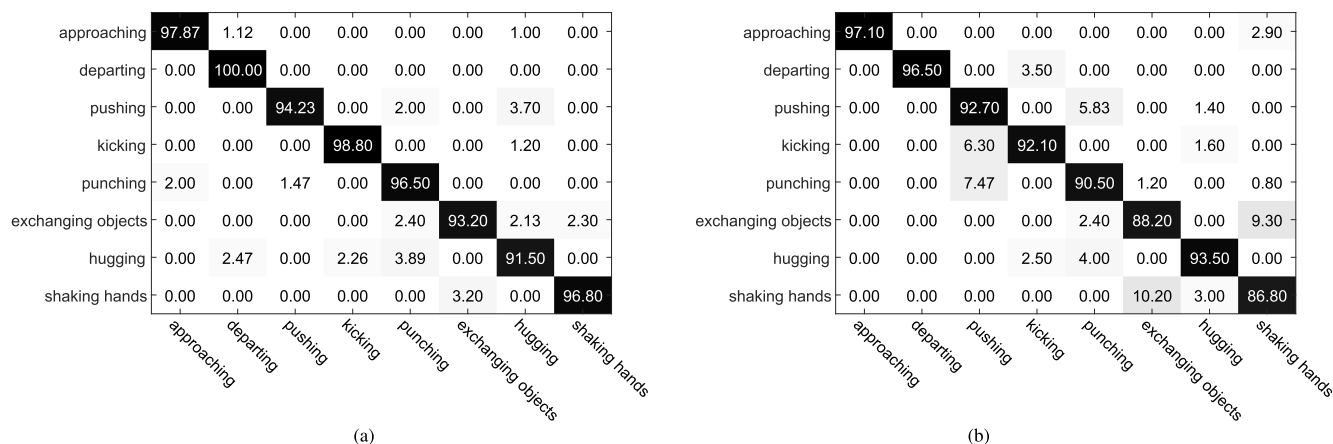 approaching 97.87 1.12 0.00 0.00 0.00 0.00 1.00 0.00
departing 0.00 100.00 0.00 0.00 0.00 0.00 0.00 0.00
pushing 0.00 0.00 94.23 0.00 2.00 0.00 3.70 0.00
kicking 0.00 0.00 0.00 98.80 0.00 0.00 1.20 0.00
punching 2.00 0.00 1.47 0.00 96.50 0.00 0.00 0.00
exchanging objects 0.00 0.00 0.00 0.00 2.40 93.20 2.13 2.30
hugging 0.00 2.47 0.00 2.26 3.89 0.00 91.50 0.00
shaking hands 0.00 0.00 0.00 0.00 0.00 3.20 0.00 96.80
approaching departing pushing kicking punching exchanging objects hugging shaking hands
(a)
approaching 97.10 0.00 0.00 0.00 0.00 0.00 0.00 2.90
departing 0.00 96.50 0.00 3.50 0.00 0.00 0.00 0.00
pushing 0.00 0.00 92.70 0.00 5.83 0.00 1.40 0.00
kicking 0.00 0.00 6.30 92.10 0.00 0.00 1.60 0.00
punching 0.00 0.00 7.47 0.00 90.50 1.20 0.00 0.80
exchanging objects 0.00 0.00 0.00 0.00 2.40 88.20 0.00 9.30
hugging 0.00 0.00 0.00 2.50 4.00 0.00 93.50 0.00
shaking hands 0.00 0.00 0.00 0.00 0.00 10.20 3.00 86.80
approaching departing pushing kicking punching exchanging objects hugging shaking hands
(b)